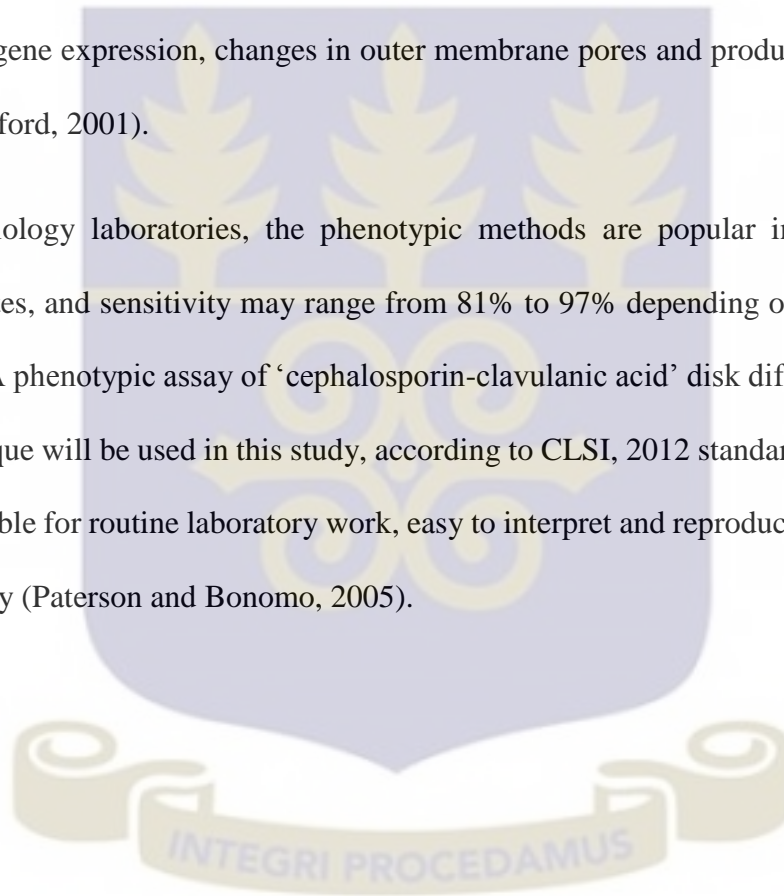 gene expression, changes in outer membrane pores and produ
ford, 2001).
ology laboratories, the phenotypic methods are popular i
es, and sensitivity may range from 81% to 97% depending o
A phenotypic assay of ‘cephalosporin-clavulanic acid’ disk dif
que will be used in this study, according to CLSI, 2012 standar
ble for routine laboratory work, easy to interpret and reproduc
y (Paterson and Bonomo, 2005).
INTEGRI PROCEDAMUS